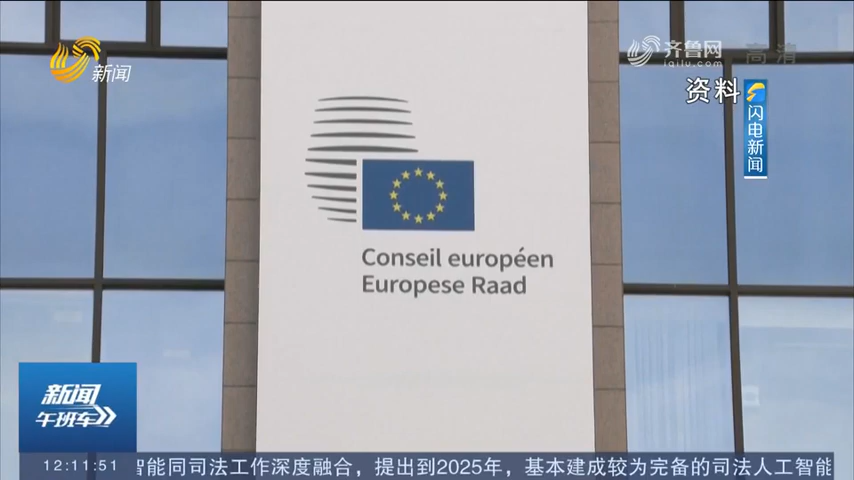 新闻
齐鲁网
iqilu.com
高清
资料
闪电新闻
Conseil européen
Europese Raad
新闻
午班车
12:11:51 智能同司法工作深度融合，提出到2025年，基本建成较为完备的司法人工智能